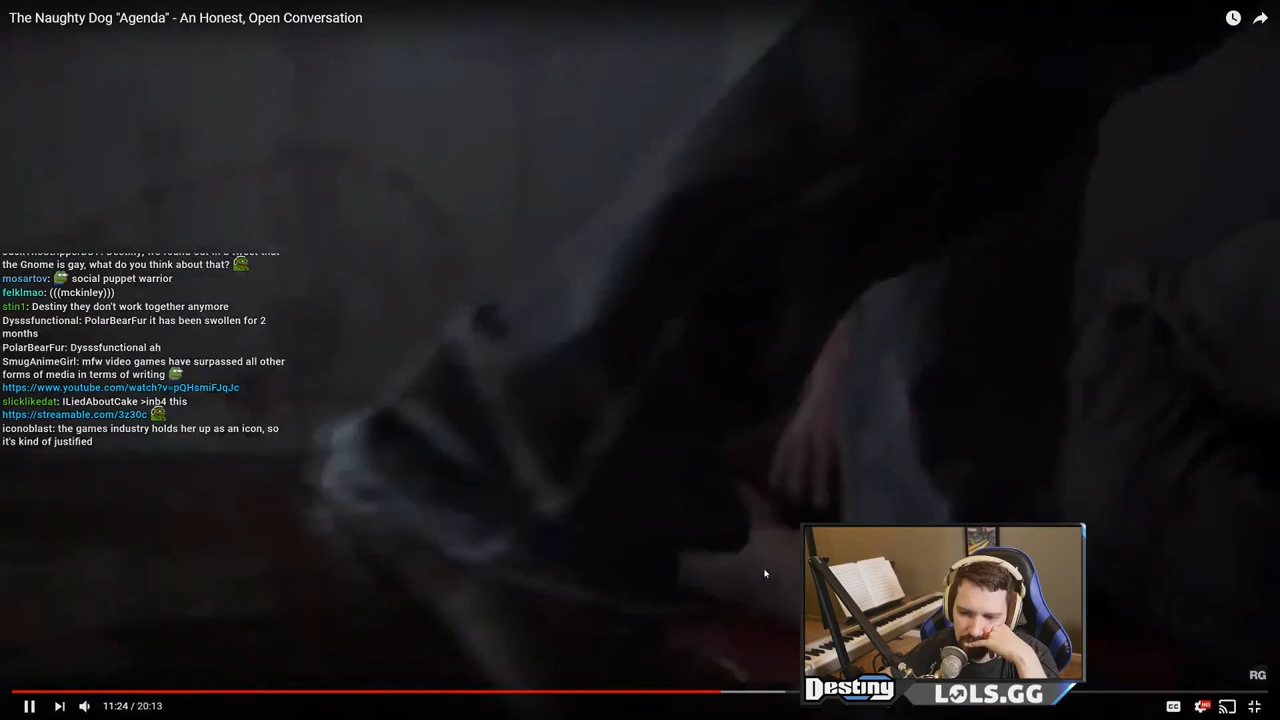 The Naughty Dog "Agenda" - An Honest, Open Conversation
the Gnome is gay, what do you think about that?
mosartov: social puppet warrior
felklmao: (((mckinley)))
stin1: Destiny they don't work together anymore
Dysssfunctional: PolarBearFur it has been swollen for 2
months
PolarBearFur: Dysssfunctional ah
SmugAnimeGirl: mfw video games have surpassed all other
forms of media in terms of writing
https://www.youtube.com/watch?v=pQHsmiFJqJc
slicklikedat: ILiedAboutCake >inb4 this
https://streamable.com/3z30c
iconoblast: the games industry holds her up as an icon, so
it's kind of justified
RG
Destiny
LOLS.GG
11:24 / 20:13
CC
HD